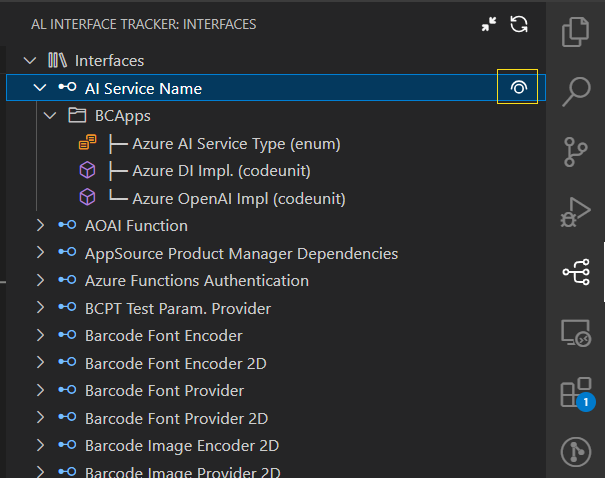 AL INTERFACE TRACKER: INTERFACES
Interfaces
AI Service Name
BCApps
Azure AI Service Type (enum)
Azure DI Impl. (codeunit)
Azure OpenAI Impl (codeunit)
AOAI Function
AppSource Product Manager Dependencies
Azure Functions Authentication
BCPT Test Param. Provider
Barcode Font Encoder
Barcode Font Encoder 2D
Barcode Font Provider
Barcode Font Provider 2D
Barcode Image Encoder 2D
Barcode Image Provider 2D
1